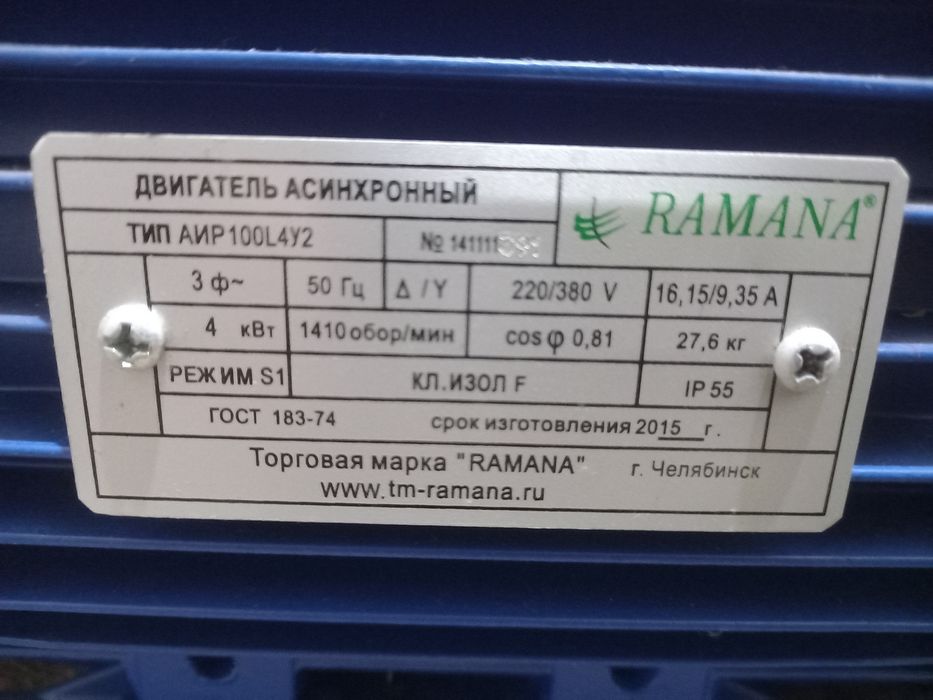 ДВИГАТЕЛЬ АСИНХРОННЫЙ
RAMANA®
ТИП АИР100L4У2 № 141111
3 ф~ 50 Гц Δ / Y 220/380 V 16,15/9,35 А
4 кВт 1410 обор/мин cos φ 0,81 27,6 кг
РЕЖИМ S1 КЛ.ИЗОЛ F IP 55
ГОСТ 183-74 срок изготовления 2015 г.
Торговая марка "RAMANA" г. Челябинск
www.tm-ramana.ru